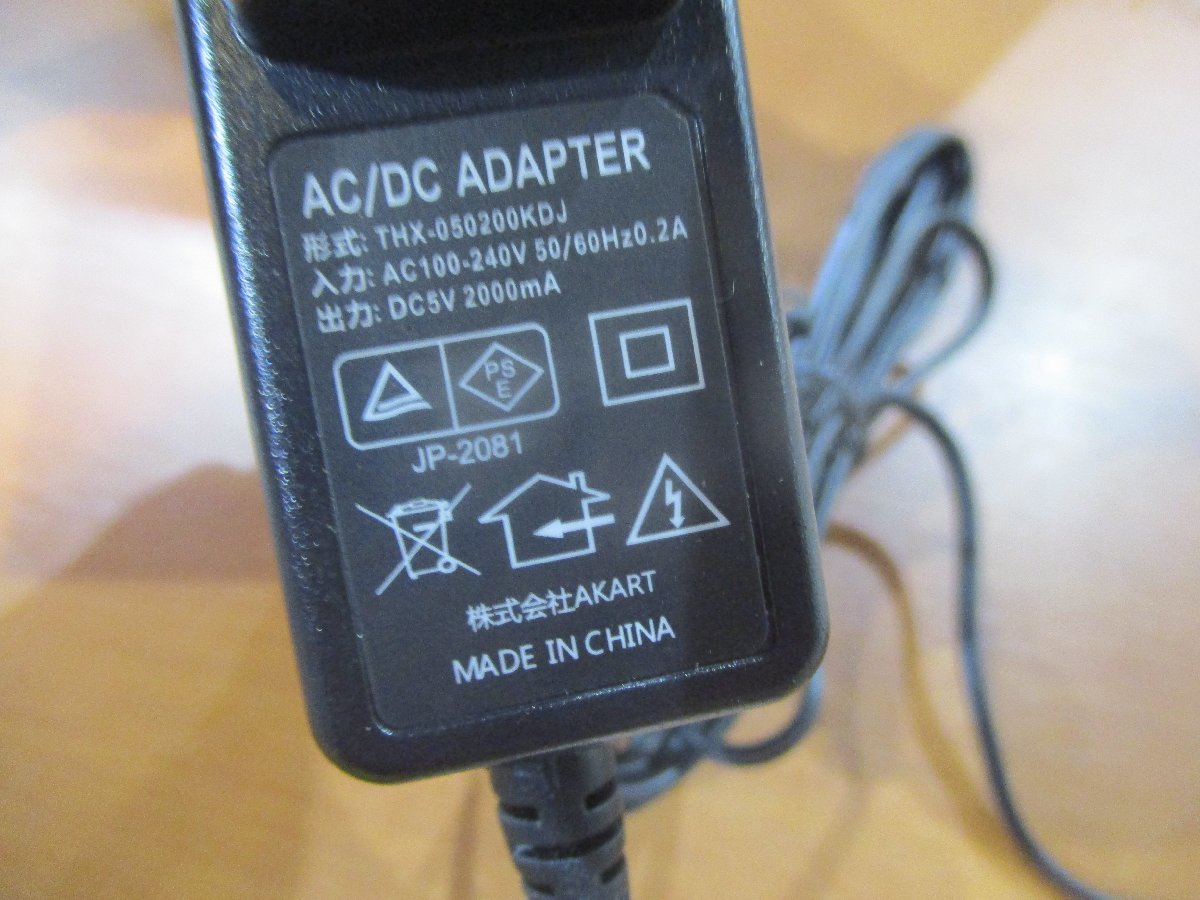 AC/DC ADAPTER
形式: THX-050200KDJ
入力: AC100-240V 50/60Hz0.2A
出力: DC5V 2000mA
PS
E
JP-2081
株式会社AKART
MADE IN CHINA